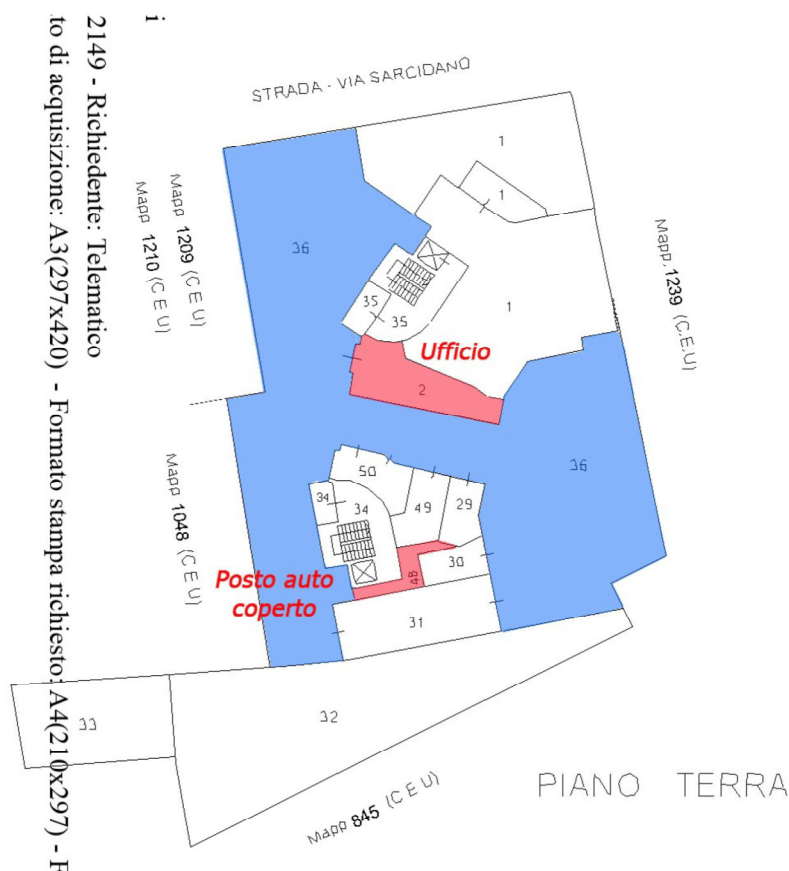 i
2149 - Richiedente: Telematico
.to di acquisizione: A3(297x420) - Formato stampa richiesto: A4(210x297) - F
STRADA - VIA SARCIDANO
Mapp 1209 (C E U)
Mapp 1210 (C E U)
Mapp. 1239 (C.E.U)
1
1
36
35
35
1
Ufficio
2
36
50
34
34
49
29
Mapp 1048 (C E U)
48
30
Posto auto
coperto
31
33
32
Mapp 845 (C E U)
PIANO TERRA